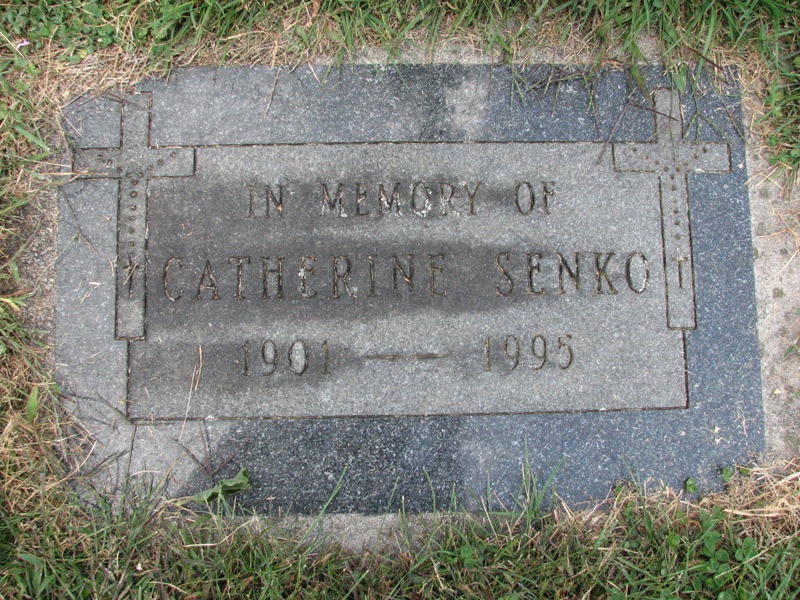 IN MEMORY OF
CATHERINE SENKO
1901 — — 1995